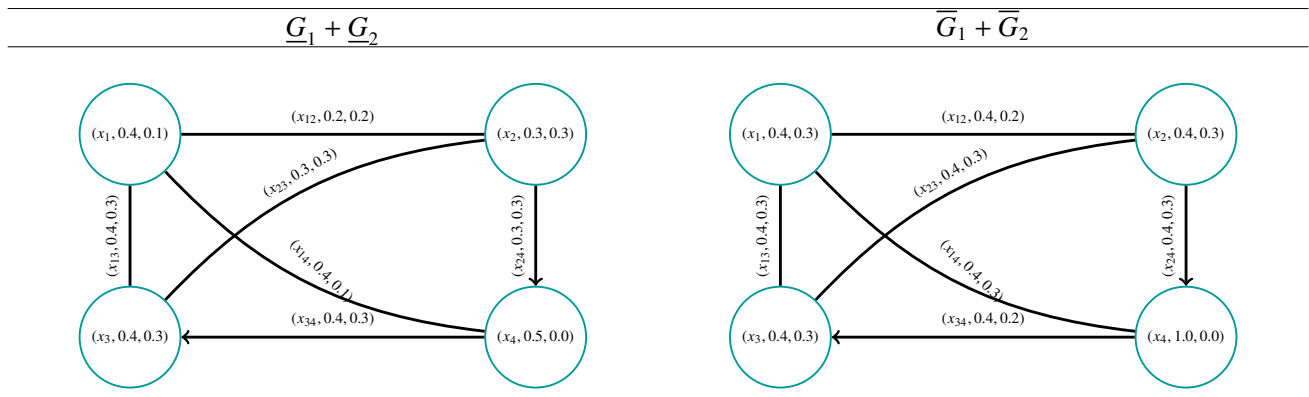 G̲₁ + G̲₂
G̅₁ + G̅₂
(x₁, 0.4, 0.1)
(x₁₂, 0.2, 0.2)
(x₂, 0.3, 0.3)
(x₂₃, 0.3, 0.3)
(x₁₃, 0.4, 0.3)
(x₁₄, 0.4, 0.1)
(x₂₄, 0.3, 0.3)
(x₃₄, 0.4, 0.3)
(x₃, 0.4, 0.3)
(x₄, 0.5, 0.0)
(x₁, 0.4, 0.3)
(x₁₂, 0.4, 0.2)
(x₂, 0.4, 0.3)
(x₂₃, 0.4, 0.3)
(x₁₃, 0.4, 0.3)
(x₁₄, 0.4, 0.3)
(x₂₄, 0.4, 0.3)
(x₃₄, 0.4, 0.2)
(x₃, 0.4, 0.3)
(x₄, 1.0, 0.0)